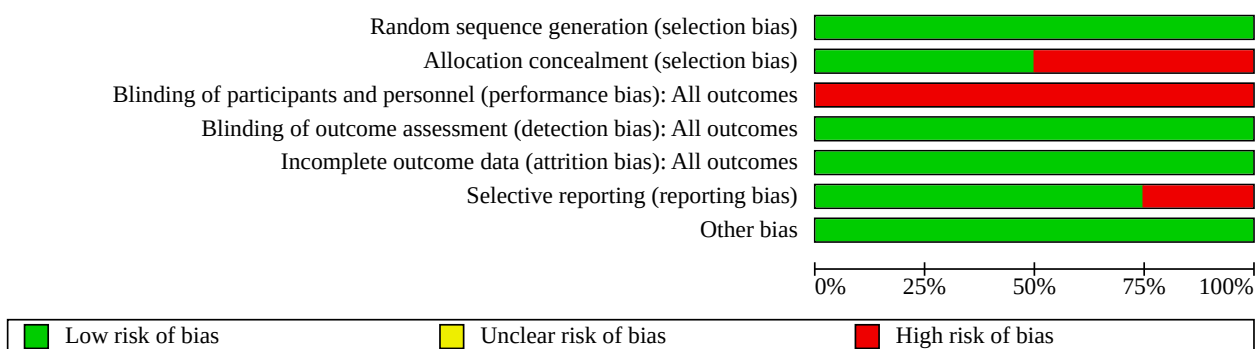 Random sequence generation (selection bias)
Allocation concealment (selection bias)
Blinding of participants and personnel (performance bias): All outcomes
Blinding of outcome assessment (detection bias): All outcomes
Incomplete outcome data (attrition bias): All outcomes
Selective reporting (reporting bias)
Other bias
0% 25% 50% 75% 100%
Low risk of bias Unclear risk of bias High risk of bias